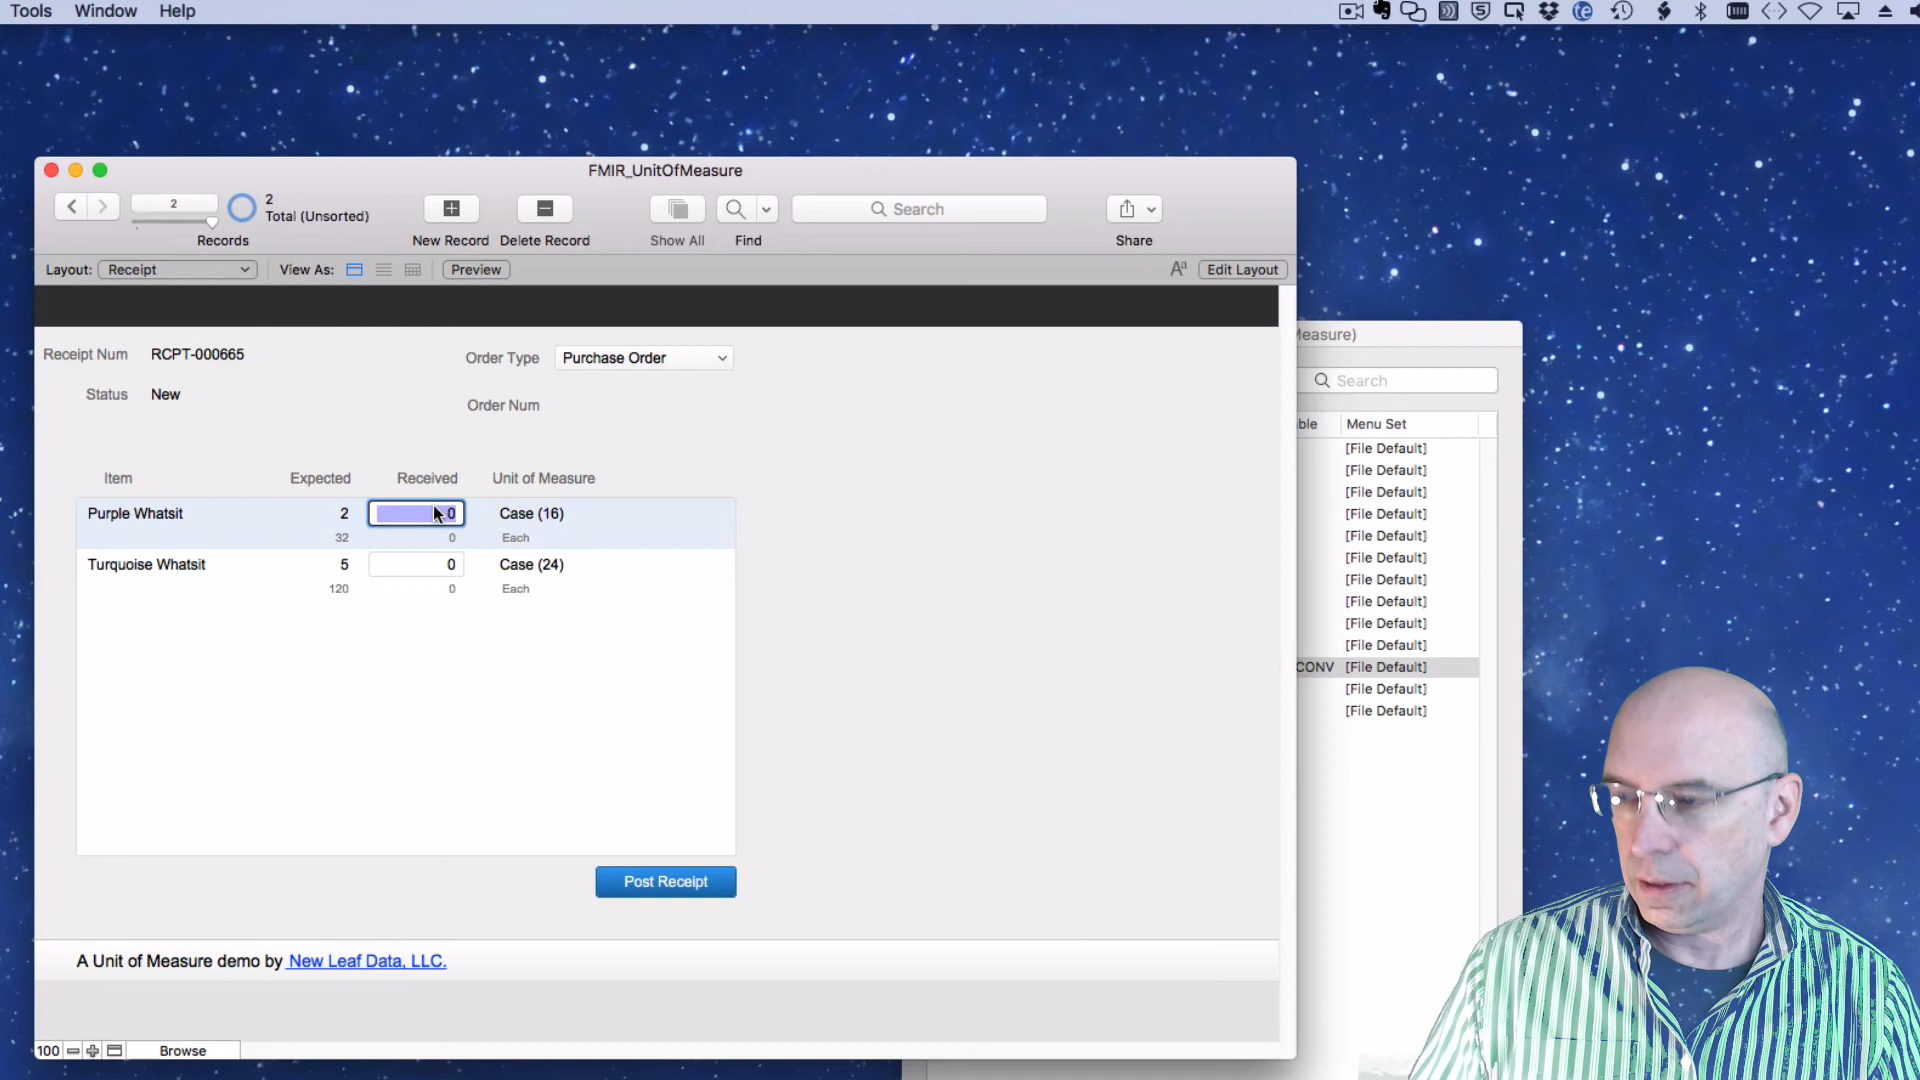 Tools Window Help
FMIR_UnitOfMeasure
2
2
Total (Unsorted)
Search
Records New Record Delete Record Show All Find Share
Layout: Receipt View As: Preview Aa Edit Layout
Measure)
Search
Receipt Num RCPT-000665 Order Type Purchase Order
Status New Order Num
ble Menu Set
[File Default]
[File Default]
[File Default]
[File Default]
[File Default]
[File Default]
[File Default]
[File Default]
[File Default]
[File Default]
CONV [File Default]
[File Default]
[File Default]
Item Expected Received Unit of Measure
Purple Whatsit 2 0 Case (16)
32 0 Each
Turquoise Whatsit 5 0 Case (24)
120 0 Each
Post Receipt
A Unit of Measure demo by New Leaf Data, LLC.
100 Browse